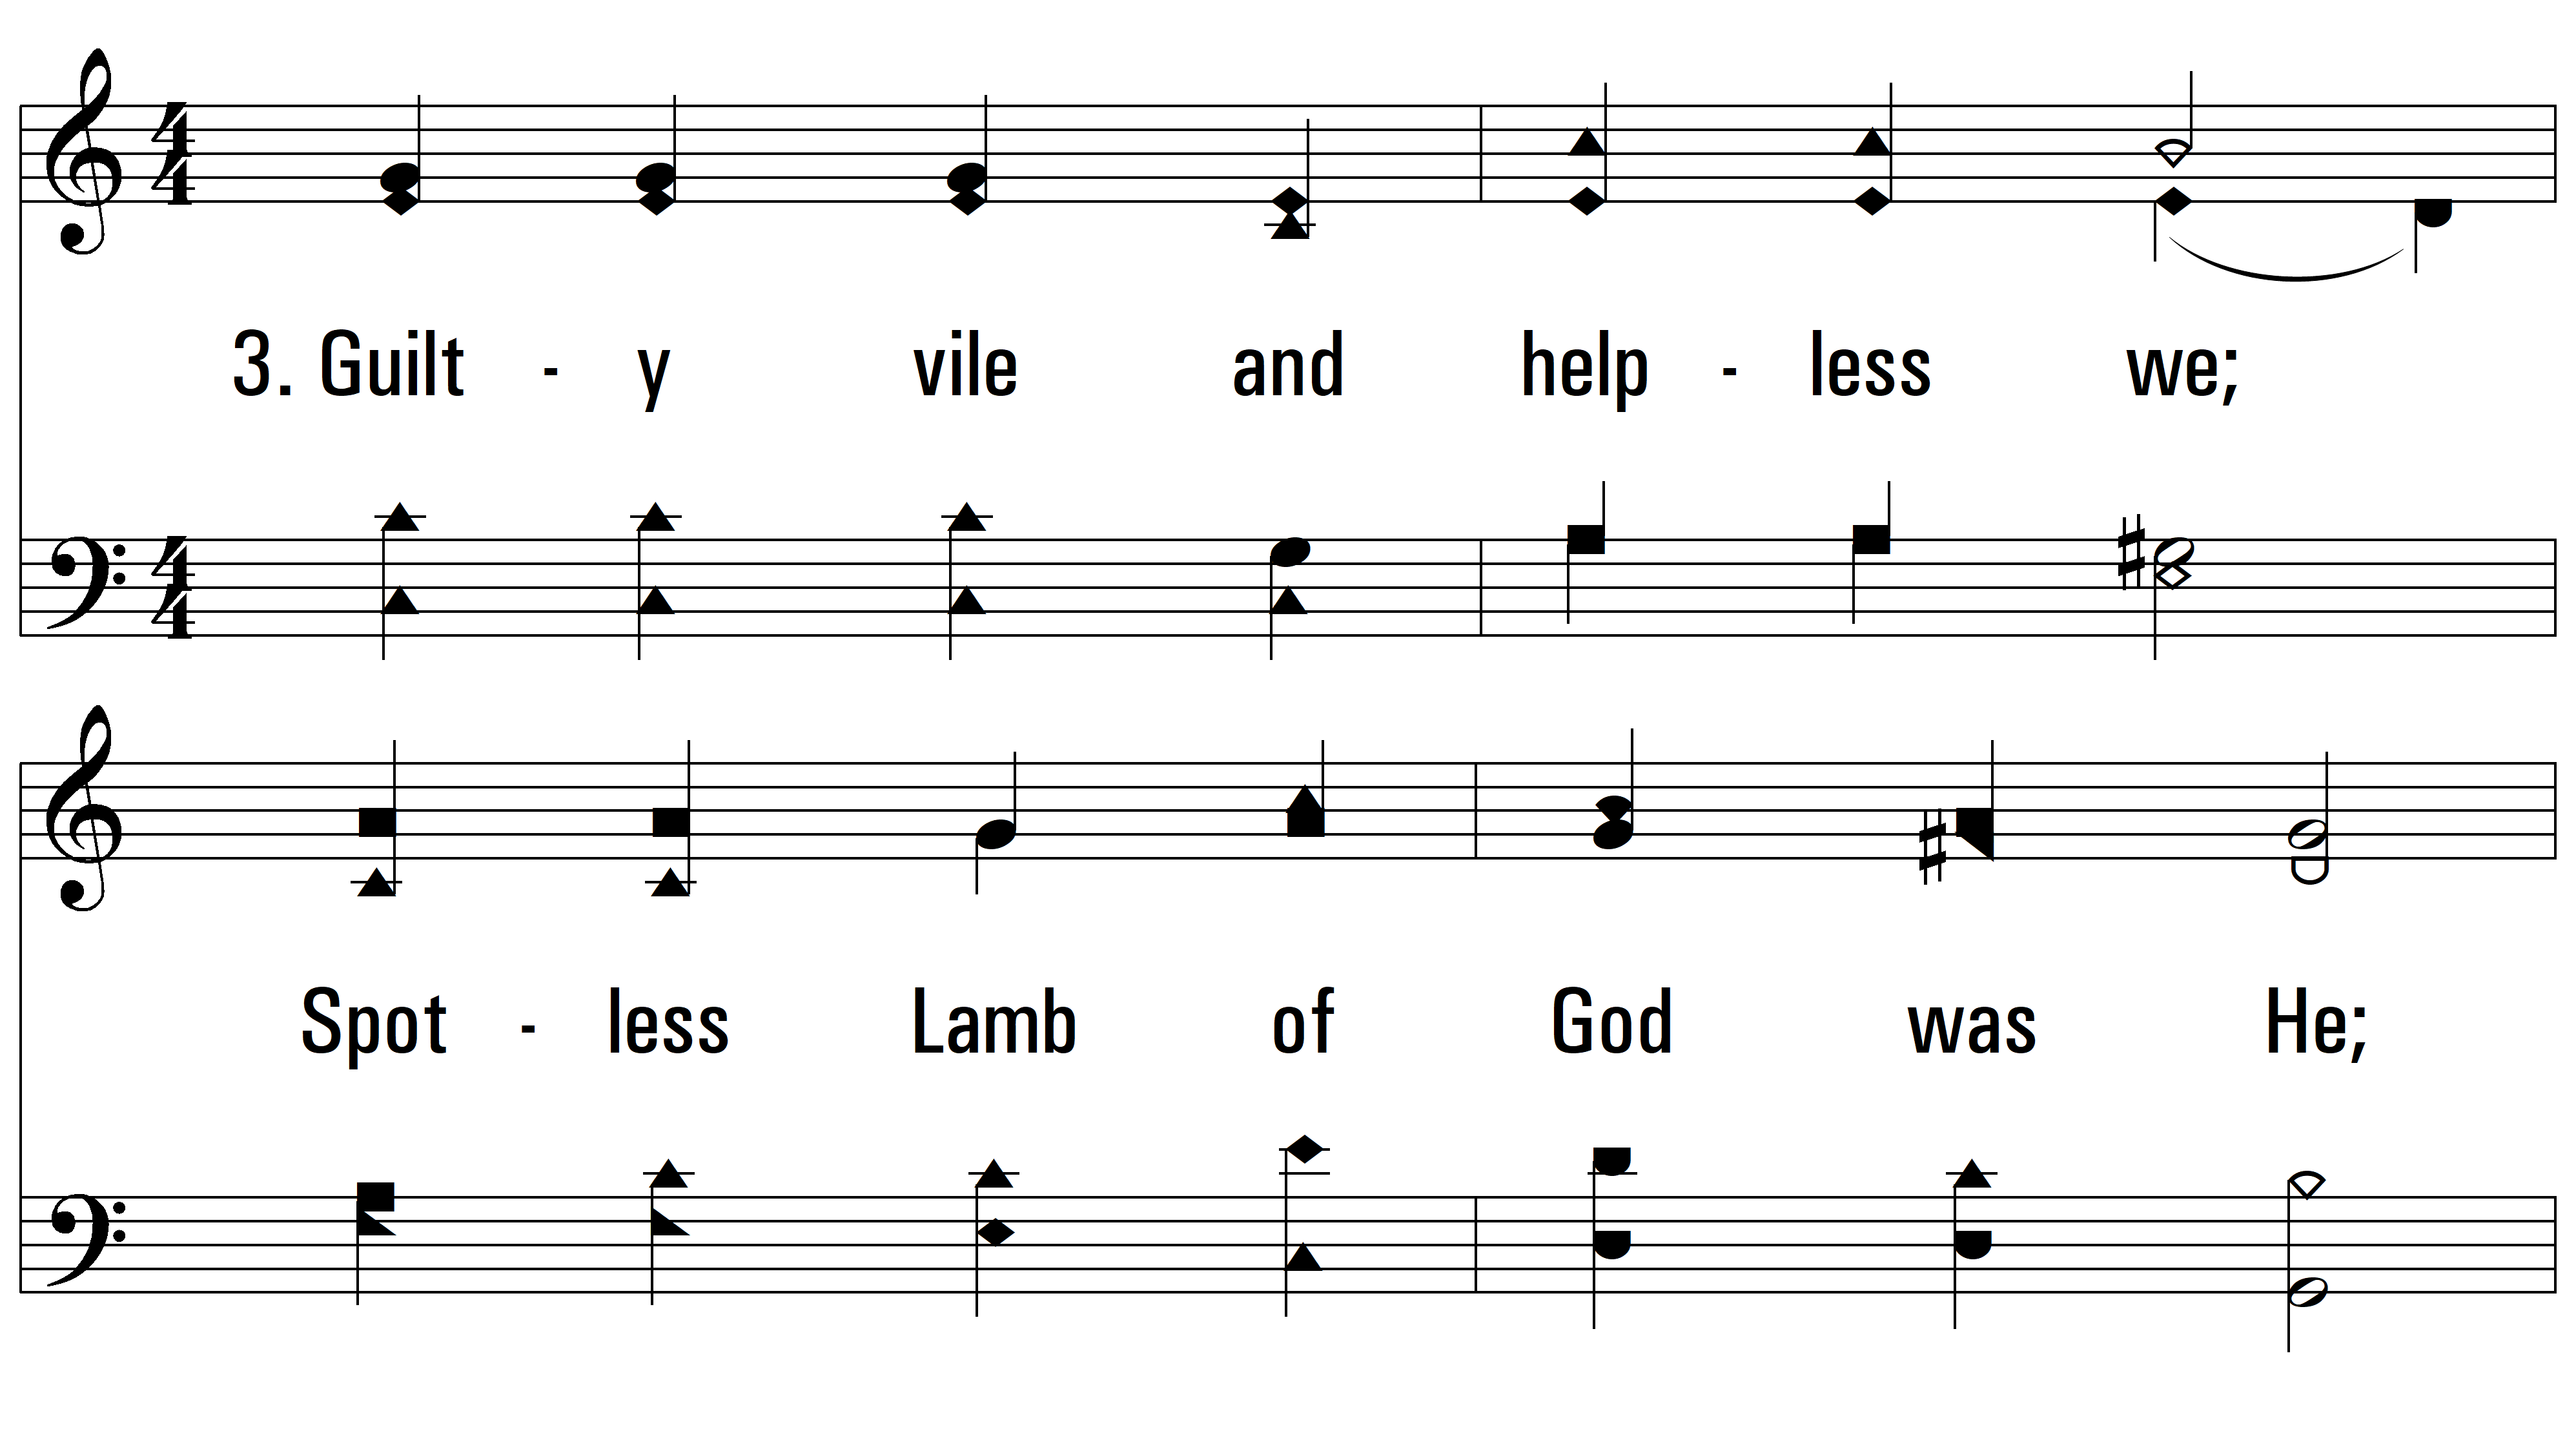 3. Guilt - y vile and help - less we;
Spot - less Lamb of God was He;